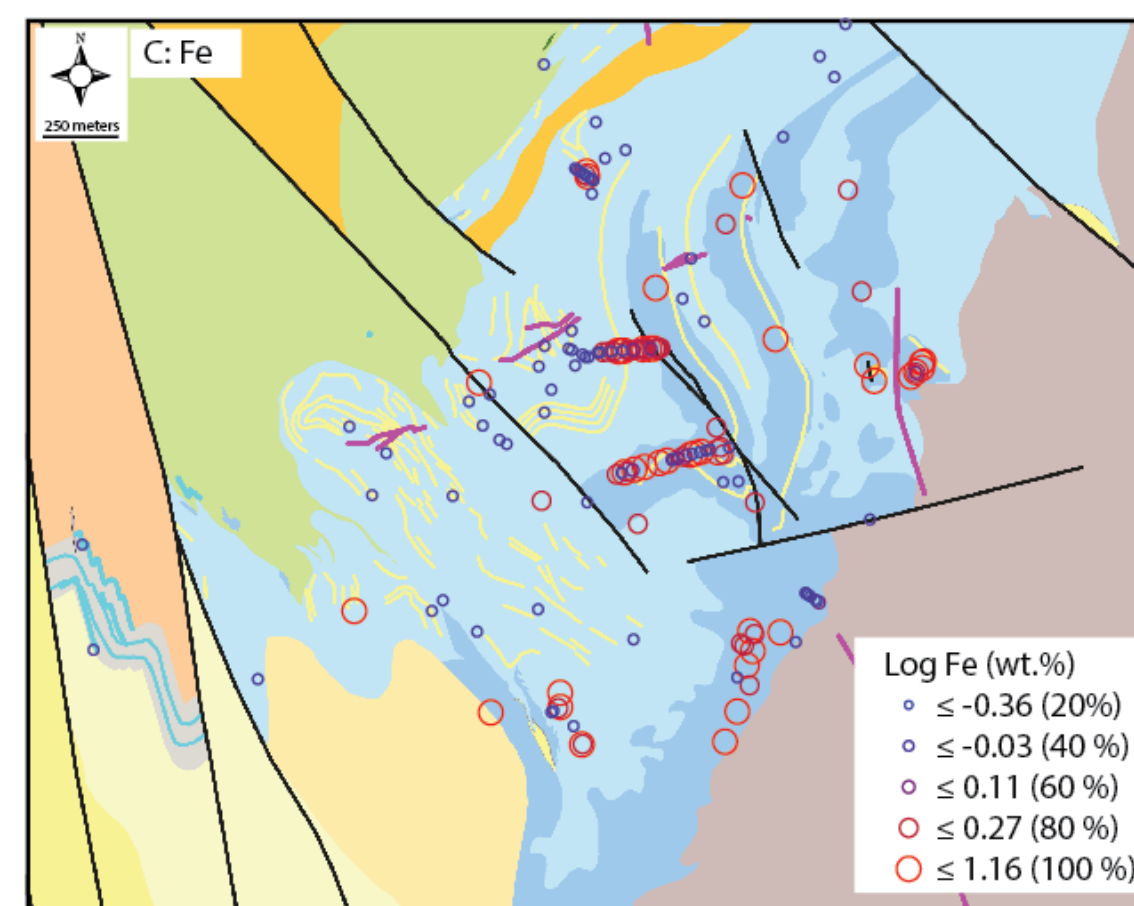 N
250 meters
C: Fe
Log Fe (wt.%)
≤ -0.36 (20%)
≤ -0.03 (40 %)
≤ 0.11 (60 %)
≤ 0.27 (80 %)
≤ 1.16 (100 %)